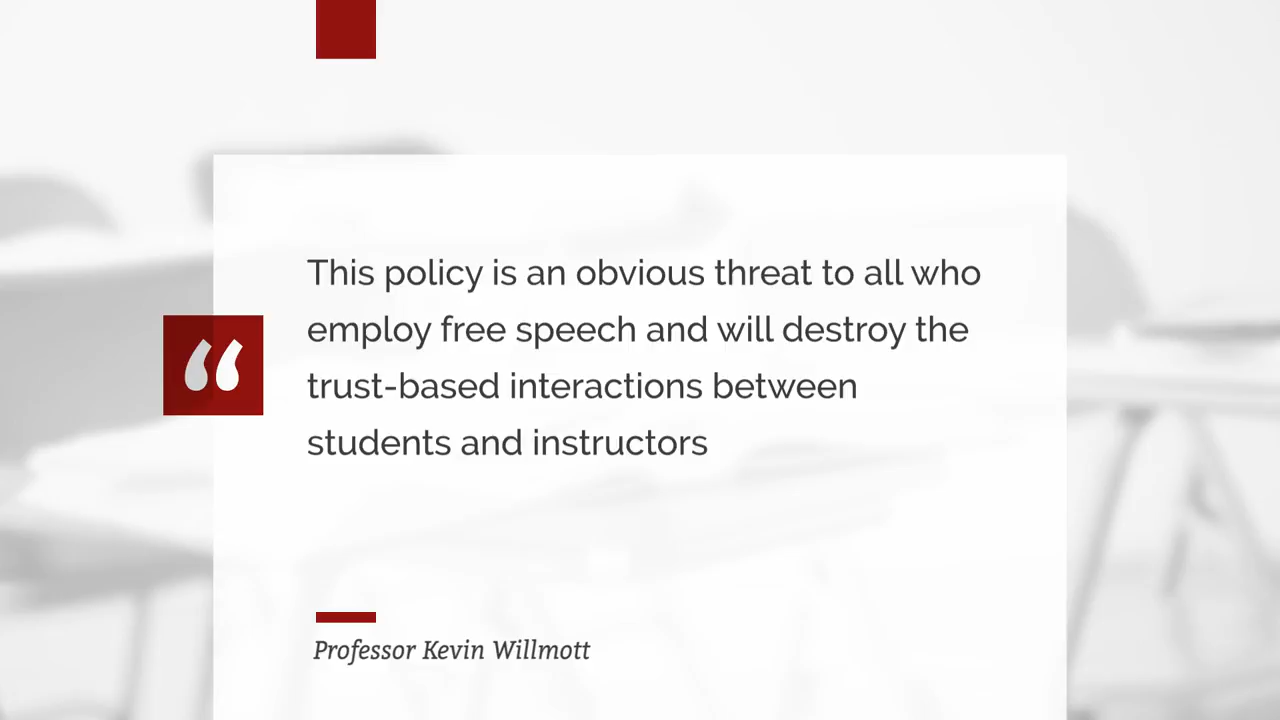 “
This policy is an obvious threat to all who
employ free speech and will destroy the
trust-based interactions between
students and instructors
Professor Kevin Willmott